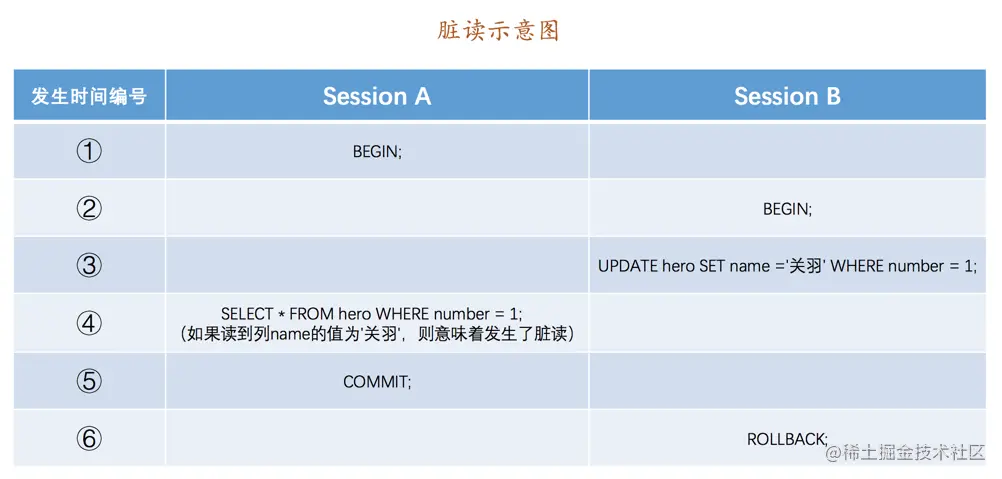 脏读示意图
发生时间编号 Session A Session B
① BEGIN;
② BEGIN;
③ UPDATE hero SET name ='关羽' WHERE number = 1;
④ SELECT * FROM hero WHERE number = 1;
（如果读到列name的值为'关羽'，则意味着发生了脏读）
⑤ COMMIT;
⑥ ROLLBACK;
@稀土掘金技术社区